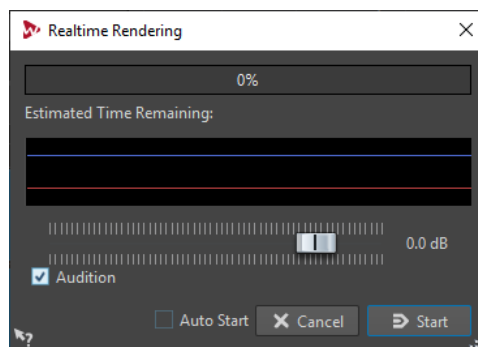 Realtime Rendering
0%
Estimated Time Remaining:
0.0 dB
Audition
Auto Start
Cancel
Start